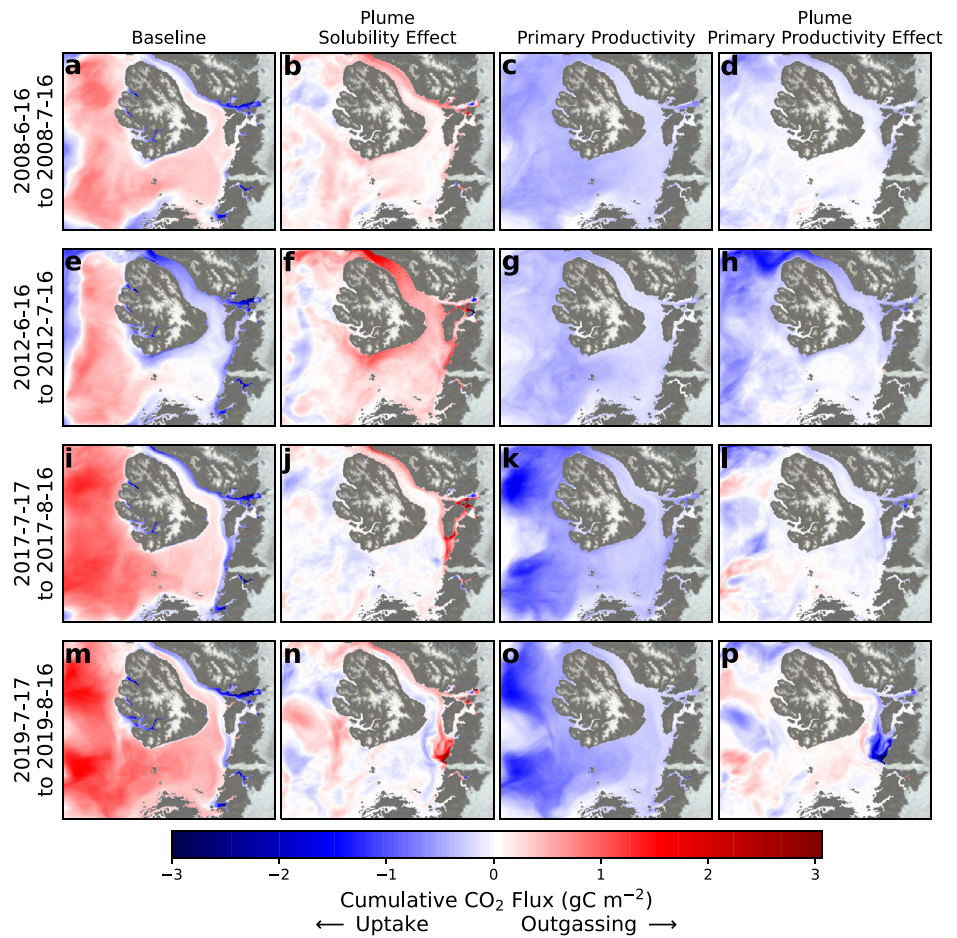 Baseline
Plume
Solubility Effect
Primary Productivity
Plume
Primary Productivity Effect
2008-6-16
to 2008-7-16
a
b
c
d
2012-6-16
to 2012-7-16
e
f
g
h
2017-7-17
to 2017-8-16
i
j
k
l
2019-7-17
to 2019-8-16
m
n
o
p
−3 −2 −1 0 1 2 3
Cumulative CO₂ Flux (gC m⁻²)
⟵ Uptake Outgassing ⟶